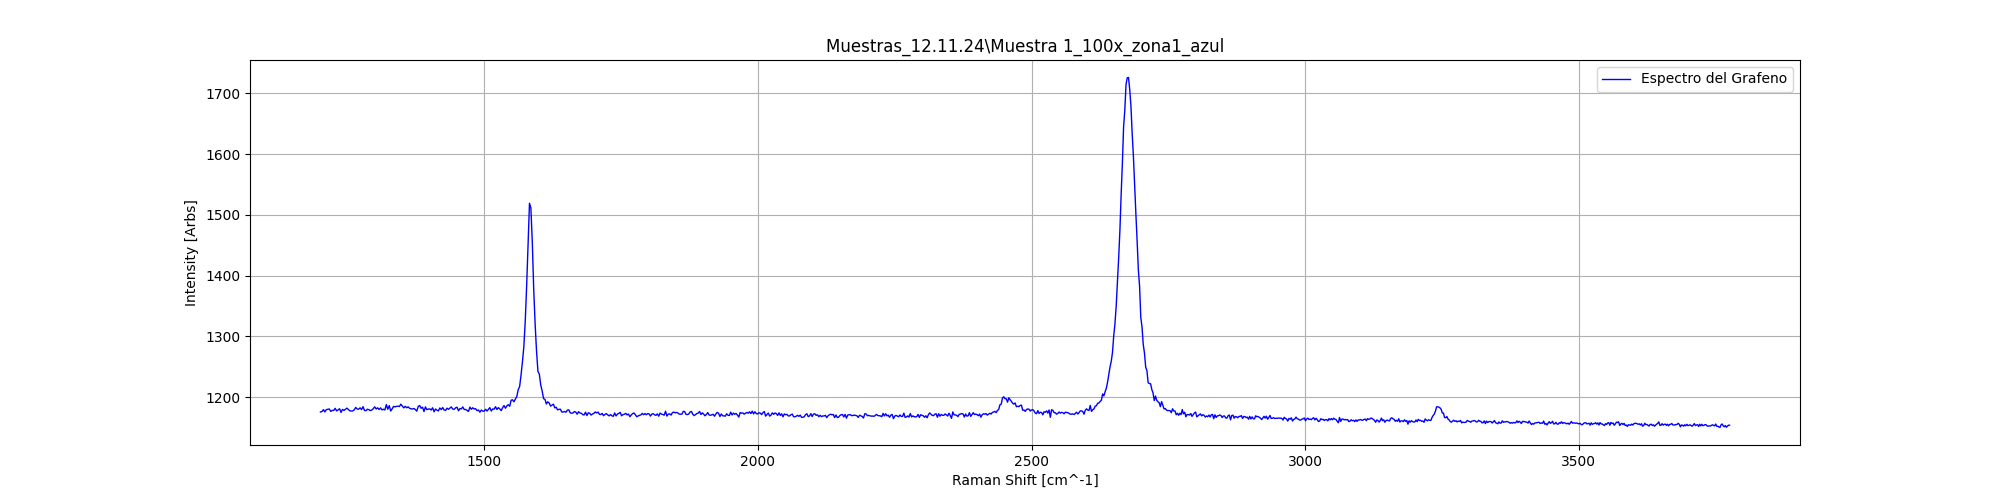 Muestras_12.11.24\Muestra 1_100x_zona1_azul
Espectro del Grafeno
Intensity [Arbs]
1700
1600
1500
1400
1300
1200
1500 2000 2500 3000 3500
Raman Shift [cm^-1]